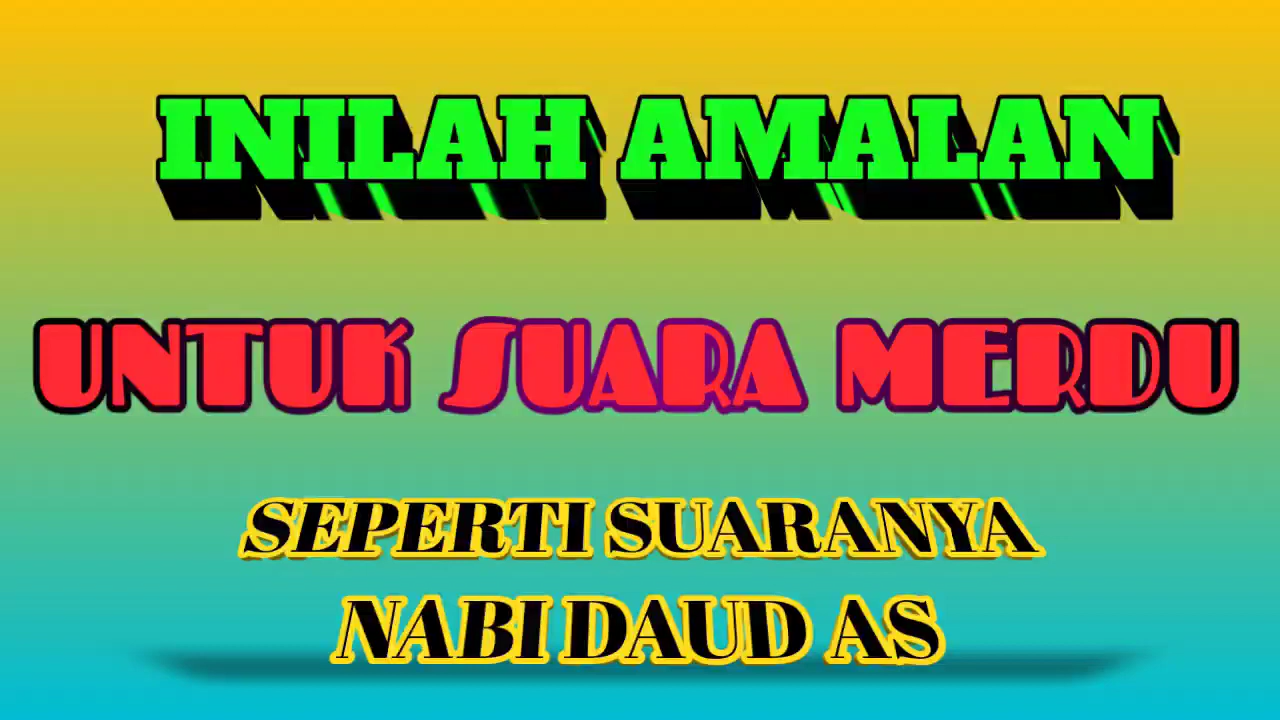 INILAH AMALAN
UNTUK SUARA MERDU
SEPERTI SUARANYA
NABI DAUD AS